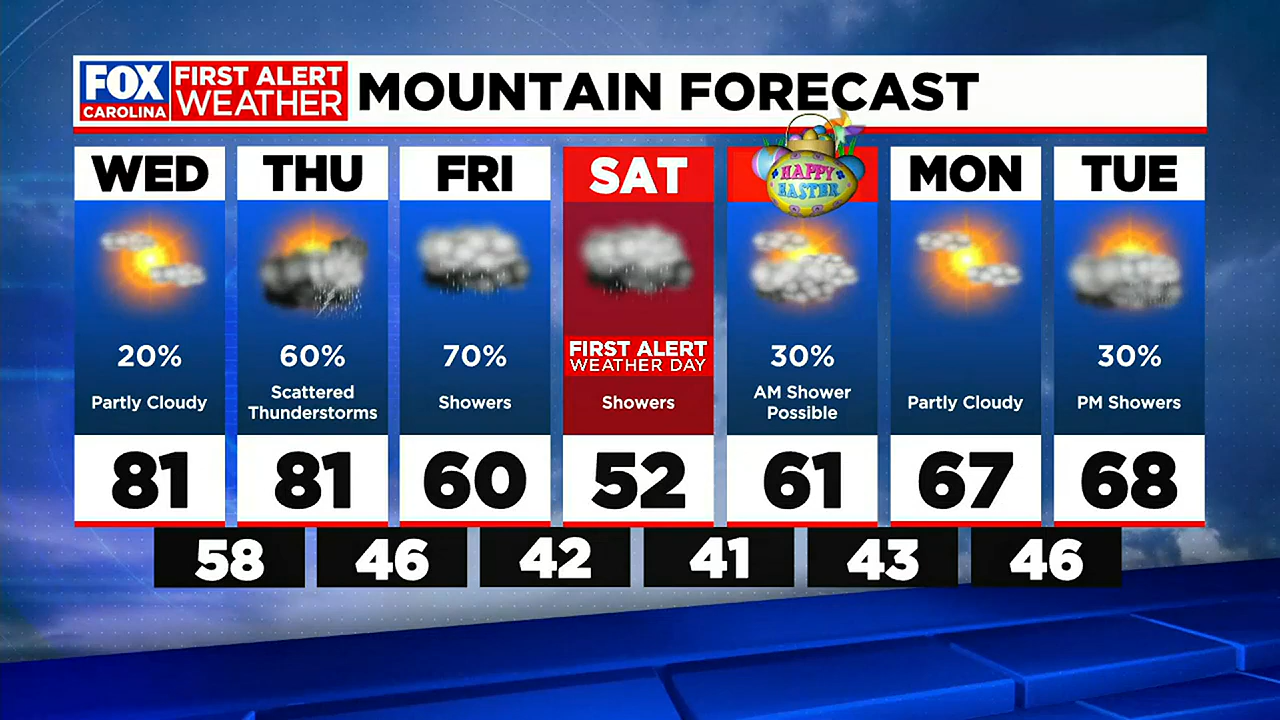 FOX
CAROLINA
FIRST ALERT
WEATHER
MOUNTAIN FORECAST
WED
THU
FRI
SAT
HAPPY
EASTER
MON
TUE
20%
60%
70%
FIRST ALERT
WEATHER DAY
30%
30%
Partly Cloudy
Scattered
Thunderstorms
Showers
Showers
AM Shower
Possible
Partly Cloudy
PM Showers
81
81
60
52
61
67
68
58
46
42
41
43
46